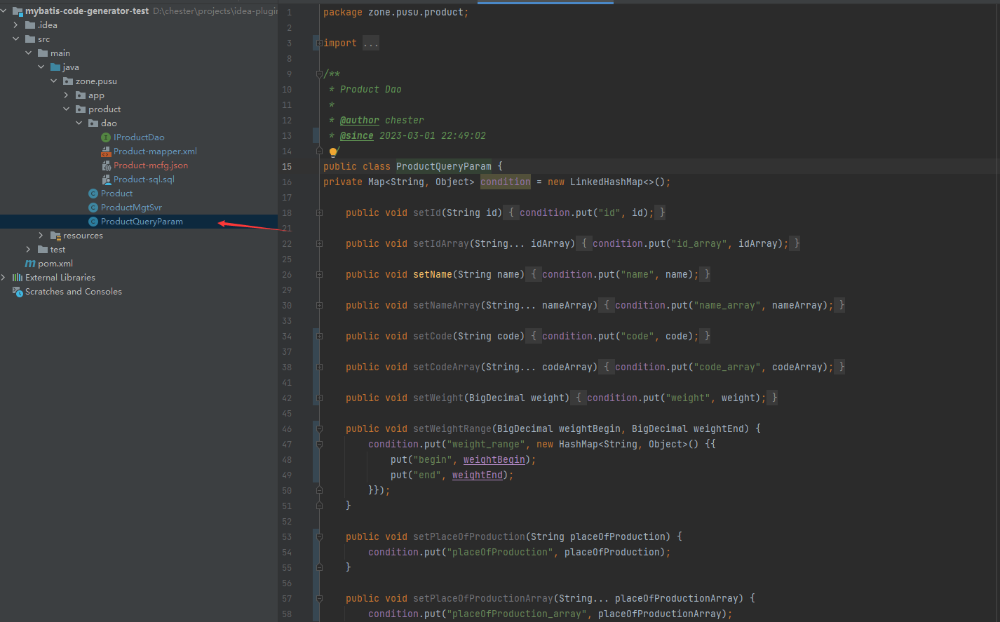 mybatis-code-generator-test D:\chester\projects\idea-plugin
.idea
src
main
java
zone.pusu
app
product
dao
IProductDao
Product-mapper.xml
Product-mcfg.json
Product-sql.sql
Product
ProductMgtSvr
ProductQueryParam
resources
test
pom.xml
External Libraries
Scratches and Consoles
1 package zone.pusu.product;
2
3 import ...
8
9 /**
10 * Product Dao
11 *
12 * @author chester
13 * @since 2023-03-01 22:49:02
14 /
15 public class ProductQueryParam {
16 private Map<String, Object> condition = new LinkedHashMap<>();
17
18 public void setId(String id) { condition.put("id", id); }
21
22 public void setIdArray(String... idArray) { condition.put("id_array", idArray); }
25
26 public void setName(String name) { condition.put("name", name); }
29
30 public void setNameArray(String... nameArray) { condition.put("name_array", nameArray); }
33
34 public void setCode(String code) { condition.put("code", code); }
37
38 public void setCodeArray(String... codeArray) { condition.put("code_array", codeArray); }
41
42 public void setWeight(BigDecimal weight) { condition.put("weight", weight); }
45
46 public void setWeightRange(BigDecimal weightBegin, BigDecimal weightEnd) {
47 condition.put("weight_range", new HashMap<String, Object>() {{
48 put("begin", weightBegin);
49 put("end", weightEnd);
50 }});
51 }
52
53 public void setPlaceOfProduction(String placeOfProduction) {
54 condition.put("placeOfProduction", placeOfProduction);
55 }
56
57 public void setPlaceOfProductionArray(String... placeOfProductionArray) {
58 condition.put("placeOfProduction_array", placeOfProductionArray);